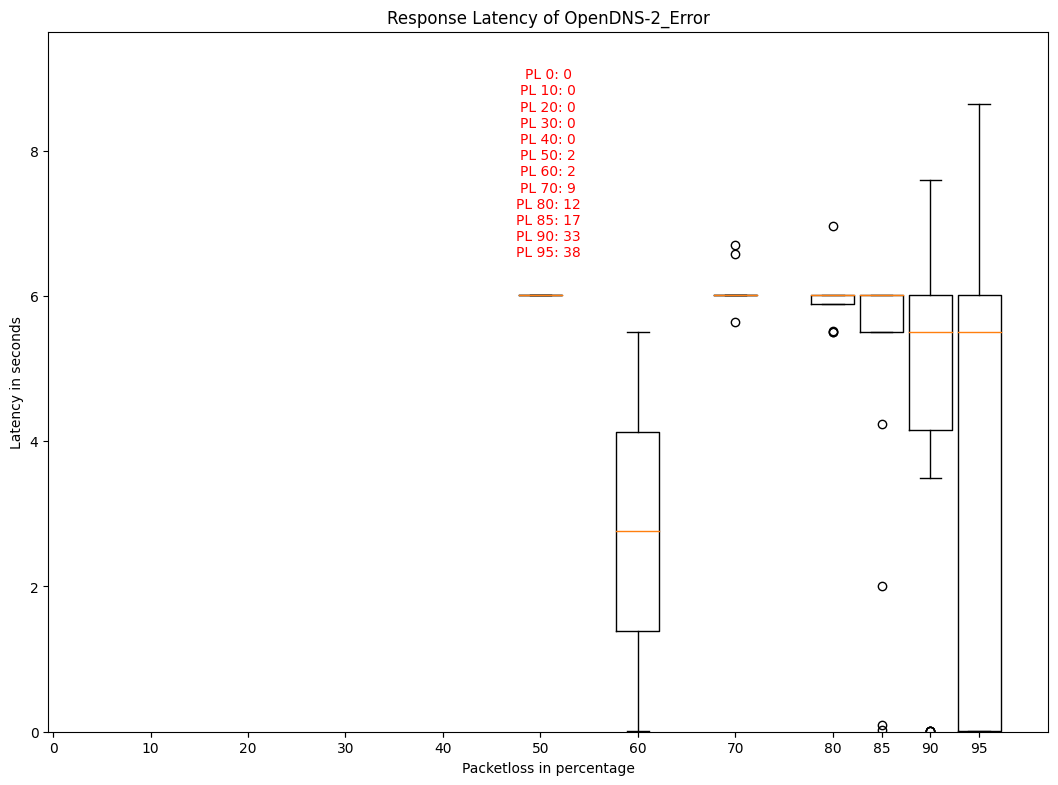 Response Latency of OpenDNS-2_Error
PL 0: 0
PL 10: 0
PL 20: 0
PL 30: 0
PL 40: 0
PL 50: 2
PL 60: 2
PL 70: 9
PL 80: 12
PL 85: 17
PL 90: 33
PL 95: 38
Latency in seconds
8
6
4
2
0
0 10 20 30 40 50 60 70 80 85 90 95
Packetloss in percentage